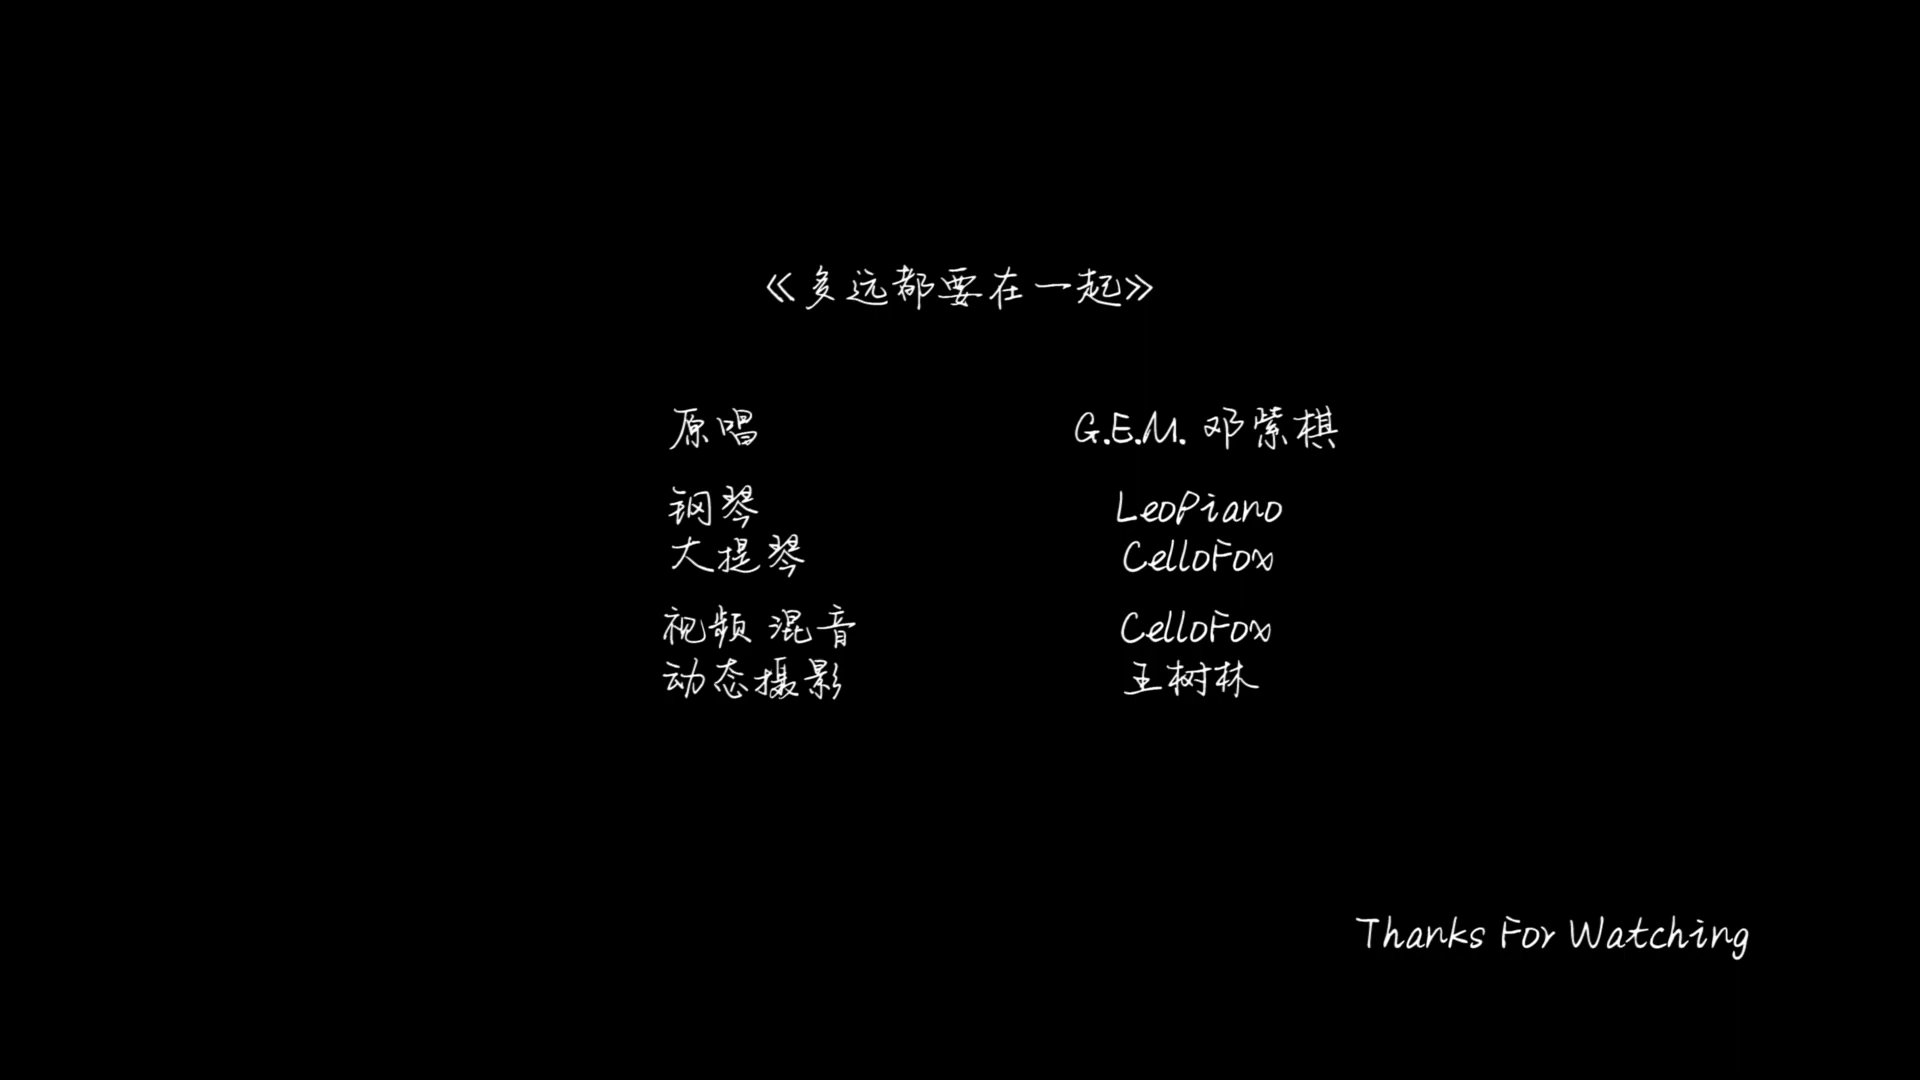 《多远都要在一起》
原唱 G.E.M. 邓紫棋
钢琴 LeoPiano
大提琴 CelloFox
视频 混音 CelloFox
动态摄影 王树林
Thanks For Watching